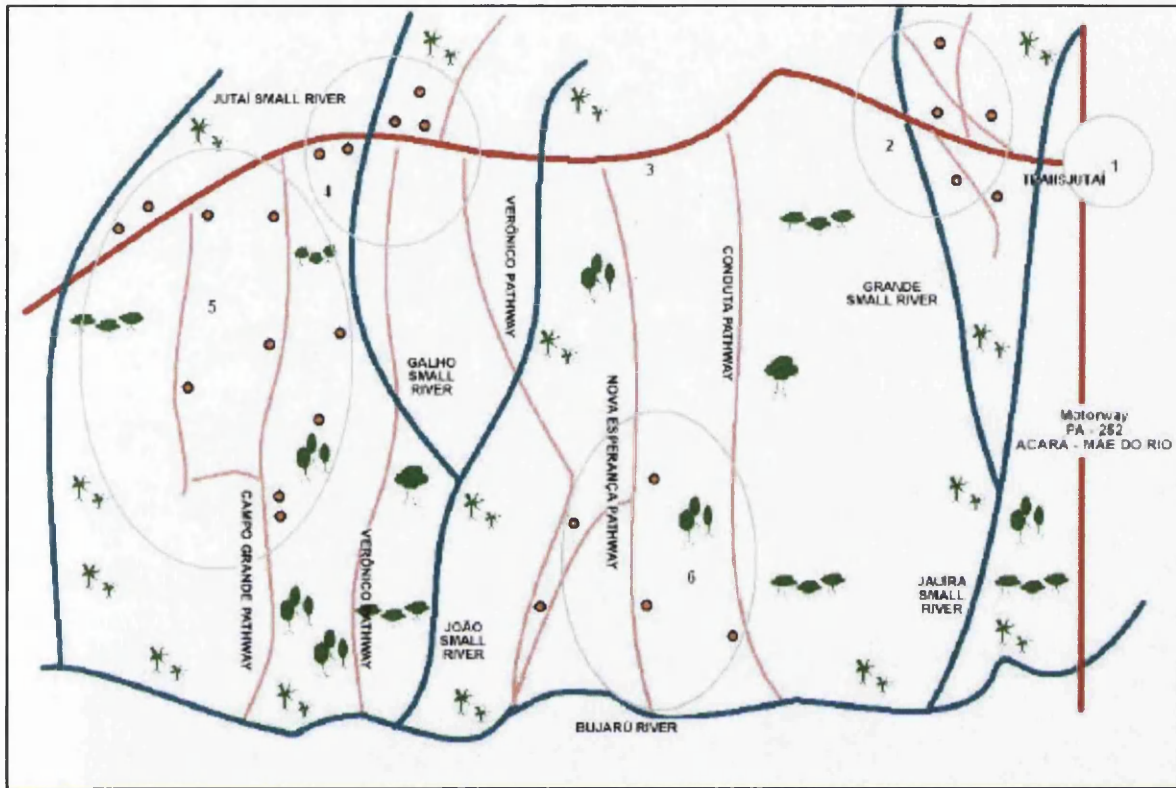 JUTAÍ SMALL RIVER
2
1
3
TRANSJUTAÍ
4
VERÔNICO PATHWAY
CONDUTA PATHWAY
GRANDE
SMALL RIVER
5
GALHO
SMALL
RIVER
NOVA ESPERANÇA PATHWAY
Motorway
PA - 252
ACARA - MAE DO RIO
CAMPO GRANDE PATHWAY
VERÔNICO PATHWAY
6
JAUIRA
SMALL
RIVER
JOÃO
SMALL
RIVER
BUJARÚ RIVER